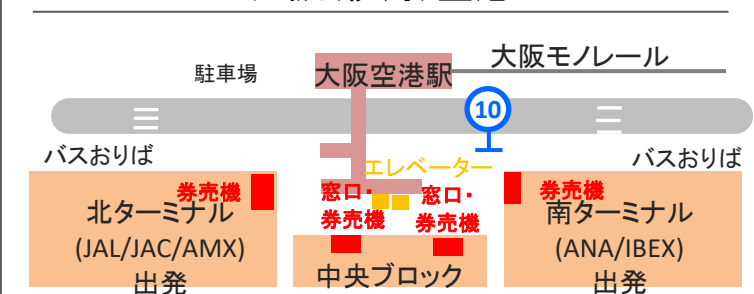 大阪モノレール
駐車場
大阪空港駅
10
バスおりば
バスおりば
エレベーター
券売機
窓口・
券売機
窓口・
券売機
券売機
北ターミナル
(JAL/JAC/AMX)
出発
中央ブロック
南ターミナル
(ANA/IBEX)
出発